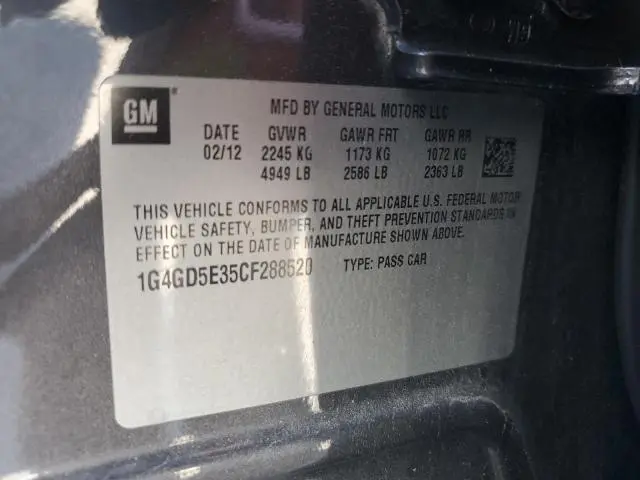 GM
MFD BY GENERAL MOTORS LLC
DATE GVWR GAWR FRT GAWR RR
02/12 2245 KG 1173 KG 1072 KG
4949 LB 2586 LB 2363 LB
THIS VEHICLE CONFORMS TO ALL APPLICABLE U.S. FEDERAL MOTOR
VEHICLE SAFETY, BUMPER, AND THEFT PREVENTION STANDARDS IN
EFFECT ON THE DATE OF MANUFACTURE SHOWN ABOVE.
1G4GD5E35CF288520 TYPE: PASS CAR